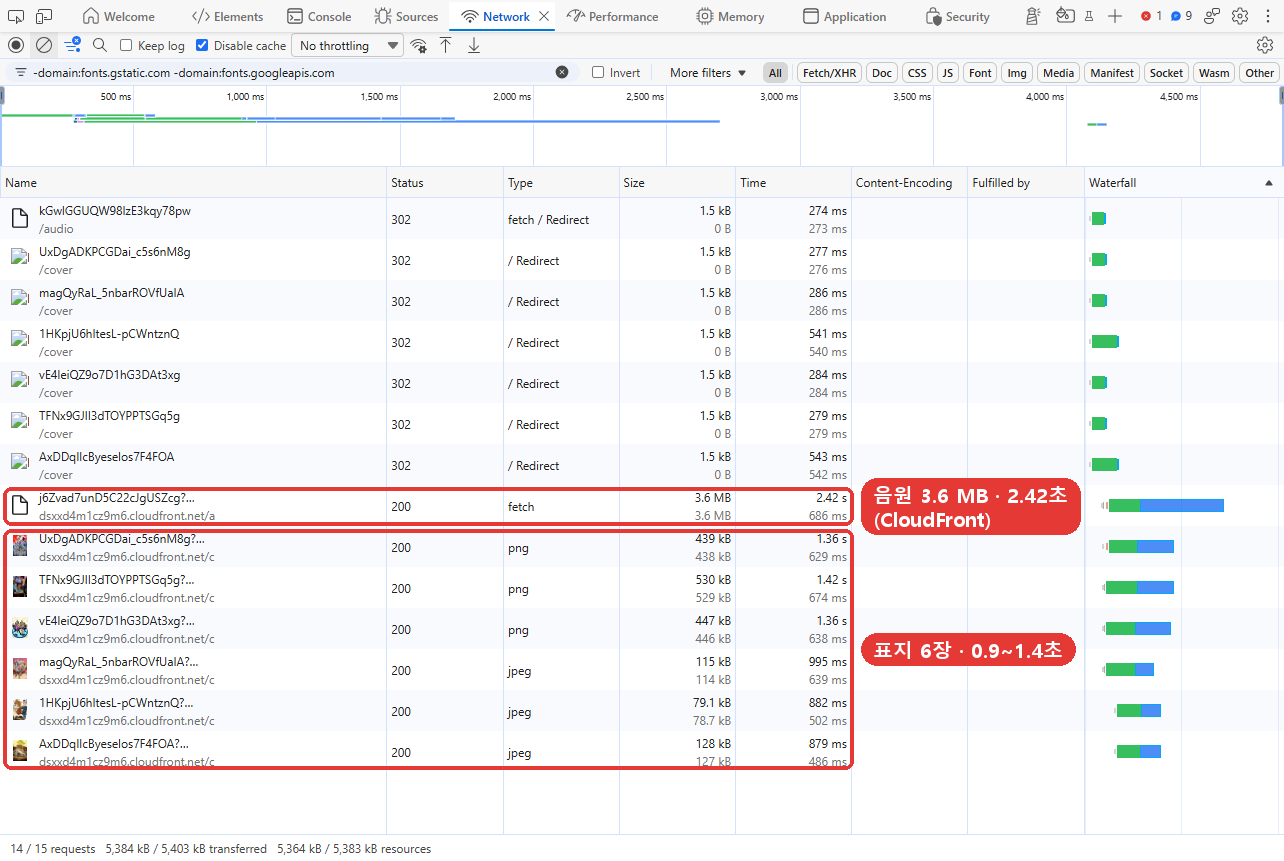 Welcome Elements Console Sources Network Performance Memory Application Security 1 9
Keep log Disable cache No throttling
-domain:fonts.gstatic.com -domain:fonts.googleapis.com Invert More filters All Fetch/XHR Doc CSS JS Font Img Media Manifest Socket Wasm Other
500 ms 1,000 ms 1,500 ms 2,000 ms 2,500 ms 3,000 ms 3,500 ms 4,000 ms 4,500 ms
Name Status Type Size Time Content-Encoding Fulfilled by Waterfall
kGwlGGUQW98lzE3kqy78pw 302 fetch / Redirect 1.5 kB 274 ms
/audio 0 B 273 ms
UxDgADKPCGDai_c5s6nM8g 302 / Redirect 1.5 kB 277 ms
/cover 0 B 276 ms
magQyRaL_5nbarROVfUaIA 302 / Redirect 1.5 kB 286 ms
/cover 0 B 286 ms
1HKpjU6hItesL-pCWntznQ 302 / Redirect 1.5 kB 541 ms
/cover 0 B 540 ms
vE4leiQZ9o7D1hG3DAt3xg 302 / Redirect 1.5 kB 284 ms
/cover 0 B 284 ms
TFNx9GJII3dTOYPPTSGq5g 302 / Redirect 1.5 kB 279 ms
/cover 0 B 279 ms
AxDDqIlcByeselos7F4FOA 302 / Redirect 1.5 kB 543 ms
/cover 0 B 542 ms
j6Zvad7unD5C22cJgUSZcg?... 200 fetch 3.6 MB 2.42 s
dsxxd4m1cz9m6.cloudfront.net/a 3.6 MB 686 ms
음원 3.6 MB · 2.42초
(CloudFront)
UxDgADKPCGDai_c5s6nM8g?... 200 png 439 kB 1.36 s
dsxxd4m1cz9m6.cloudfront.net/c 438 kB 629 ms
TFNx9GJII3dTOYPPTSGq5g?... 200 png 530 kB 1.42 s
dsxxd4m1cz9m6.cloudfront.net/c 529 kB 674 ms
vE4leiQZ9o7D1hG3DAt3xg?... 200 png 447 kB 1.36 s
dsxxd4m1cz9m6.cloudfront.net/c 446 kB 638 ms
표지 6장 · 0.9~1.4초
magQyRaL_5nbarROVfUaIA?... 200 jpeg 115 kB 995 ms
dsxxd4m1cz9m6.cloudfront.net/c 114 kB 639 ms
1HKpjU6hItesL-pCWntznQ?... 200 jpeg 79.1 kB 882 ms
dsxxd4m1cz9m6.cloudfront.net/c 78.7 kB 502 ms
AxDDqIlcByeselos7F4FOA?... 200 jpeg 128 kB 879 ms
dsxxd4m1cz9m6.cloudfront.net/c 127 kB 486 ms
14 / 15 requests 5,384 kB / 5,403 kB transferred 5,364 kB / 5,383 kB resources